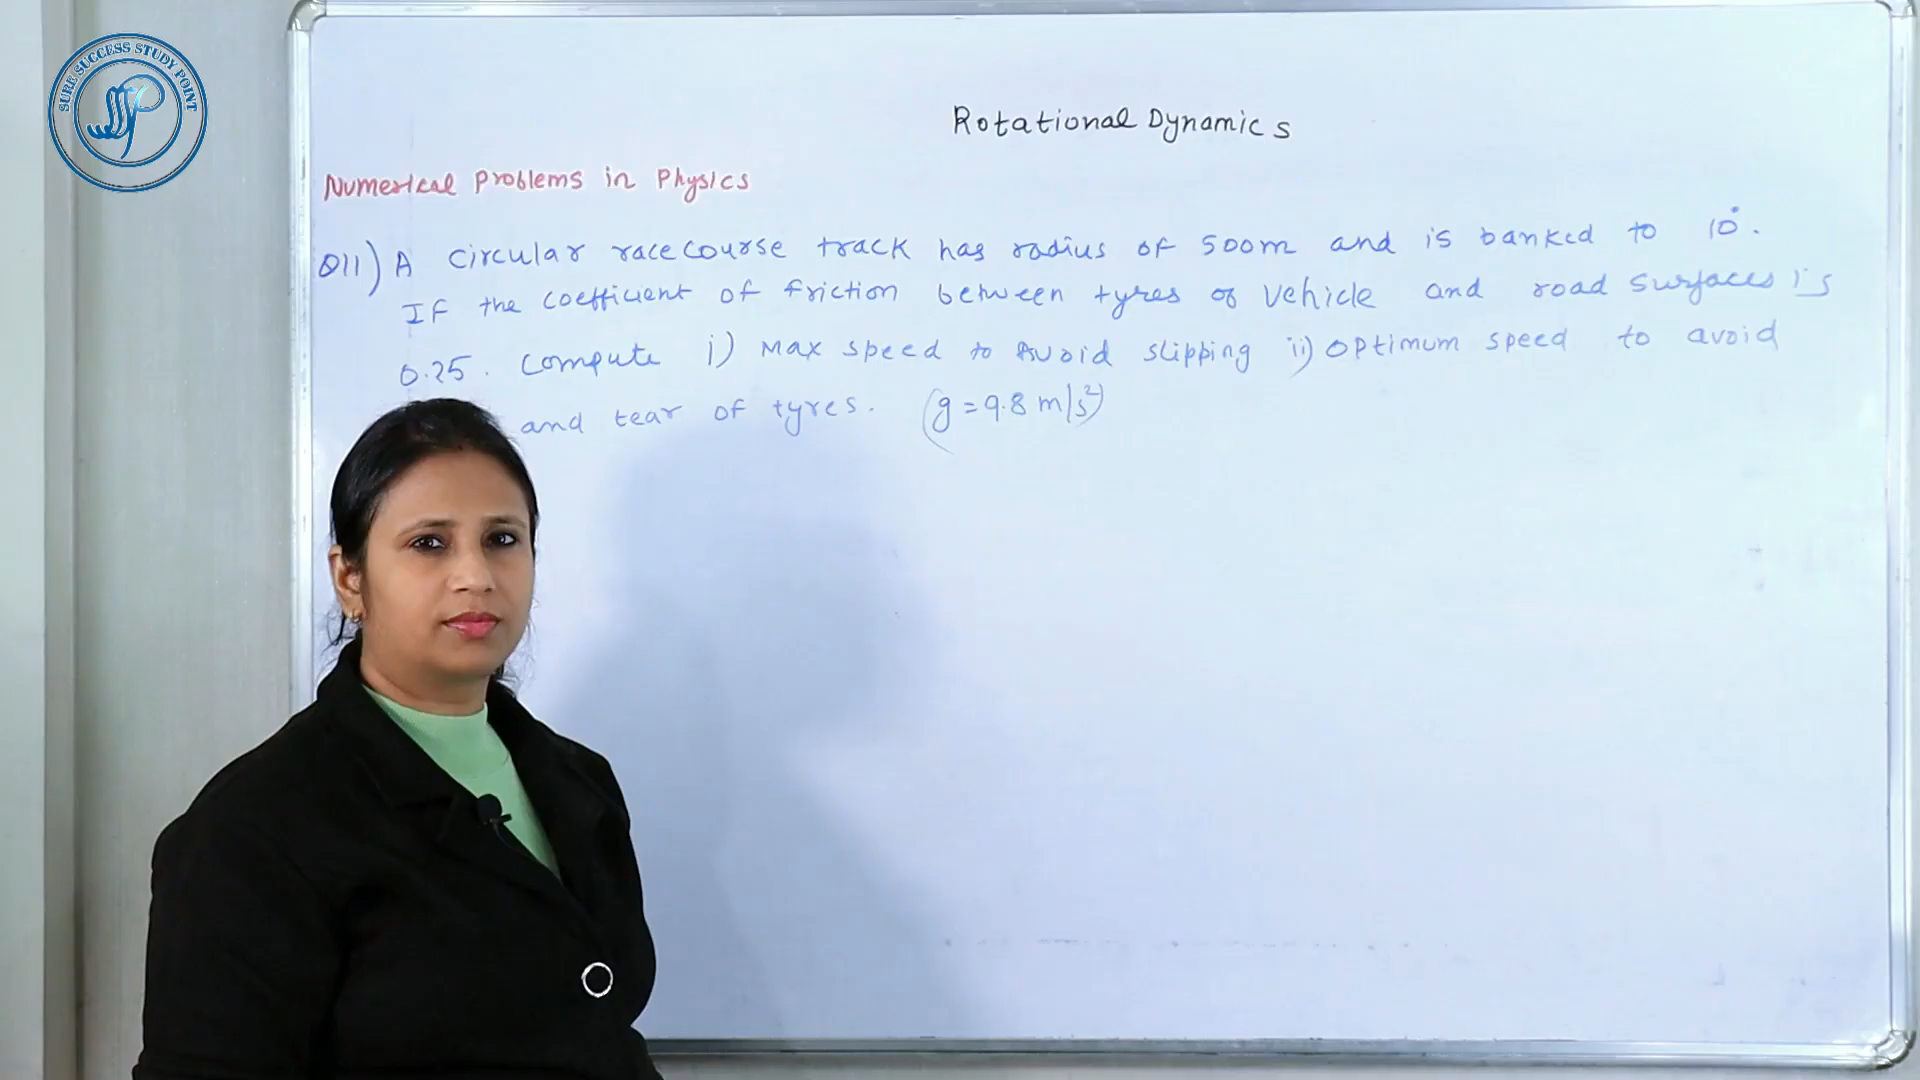 SURE SUCCESS STUDY POINT
Rotational Dynamics
Numerical Problems in Physics
Q11) A circular racecourse track has radius of 500m and is banked to 10°.
If the coefficient of friction between tyres of vehicle and road surfaces is
0.25. Compute i) Max speed to avoid slipping ii) optimum speed to avoid
and tear of tyres. (g = 9.8 m/s²)